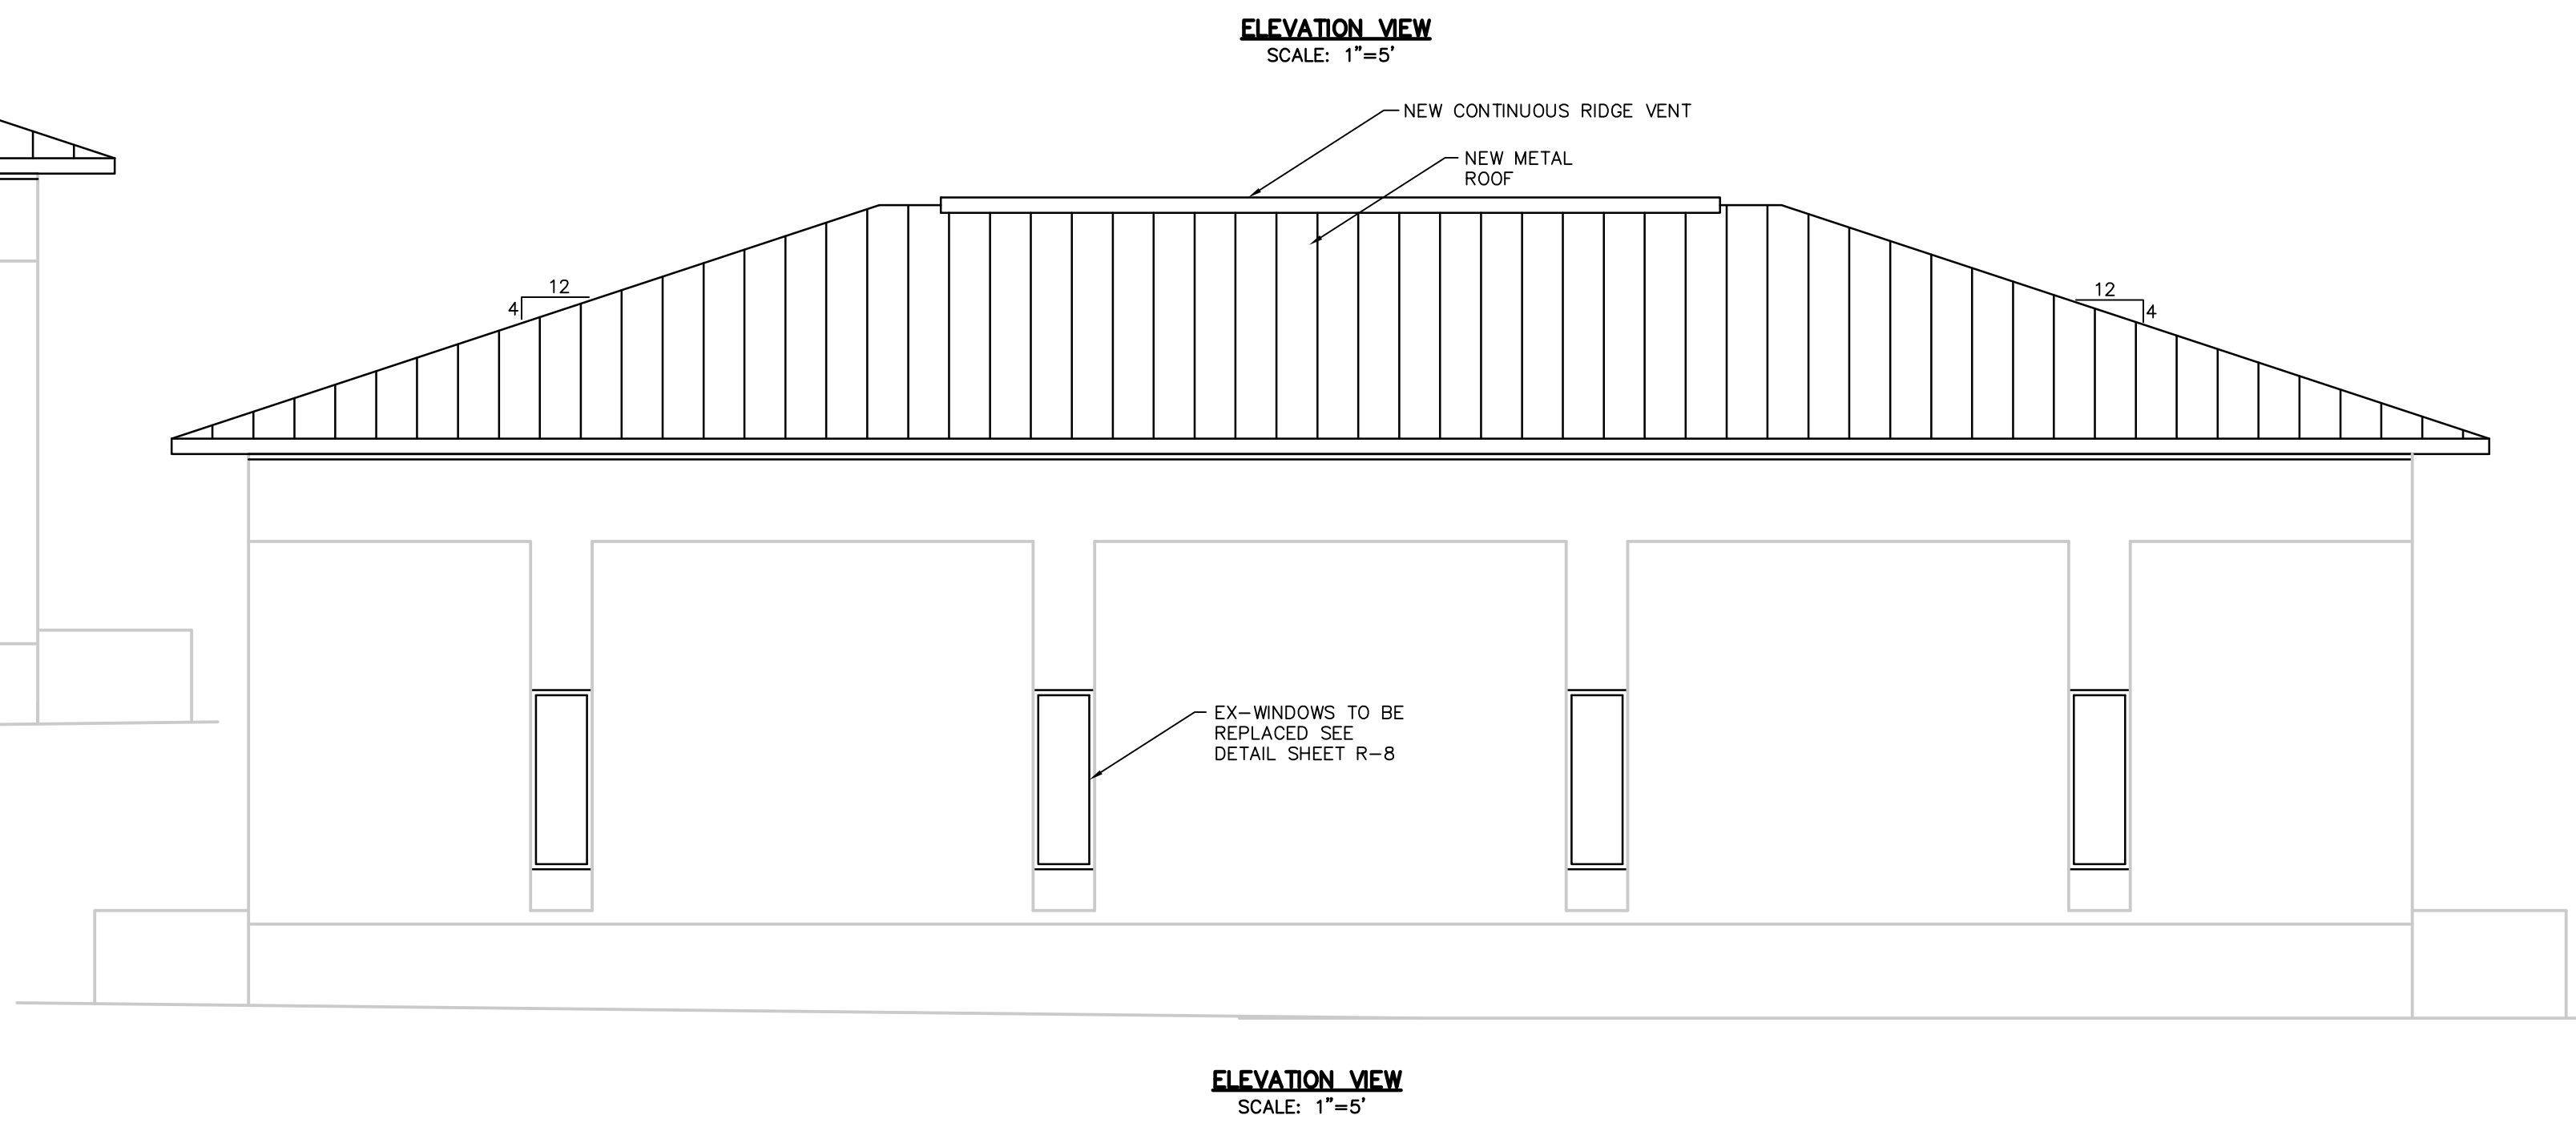 ELEVATION VIEW
SCALE: 1"=5'
NEW CONTINUOUS RIDGE VENT
NEW METAL
ROOF
12
4
12
4
EX-WINDOWS TO BE
REPLACED SEE
DETAIL SHEET R-8
ELEVATION VIEW
SCALE: 1"=5'